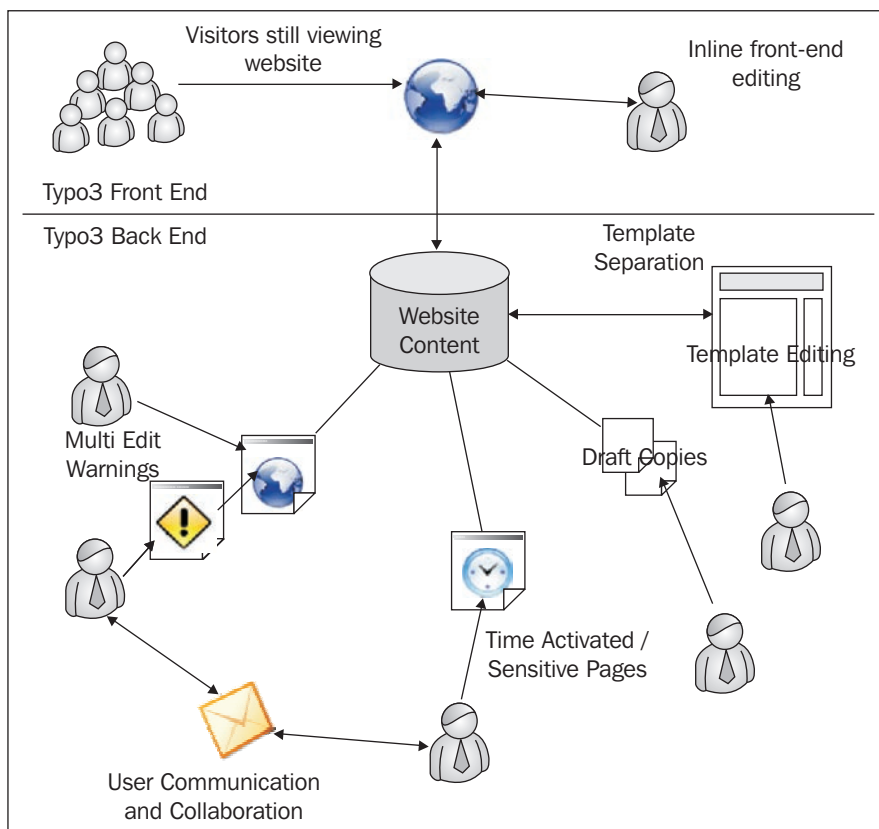 Visitors still viewing
website
Inline front-end
editing
Typo3 Front End
Typo3 Back End
Template
Separation
Website
Content
Template Editing
Multi Edit
Warnings
Draft Copies
Time Activated /
Sensitive Pages
User Communication
and Collaboration